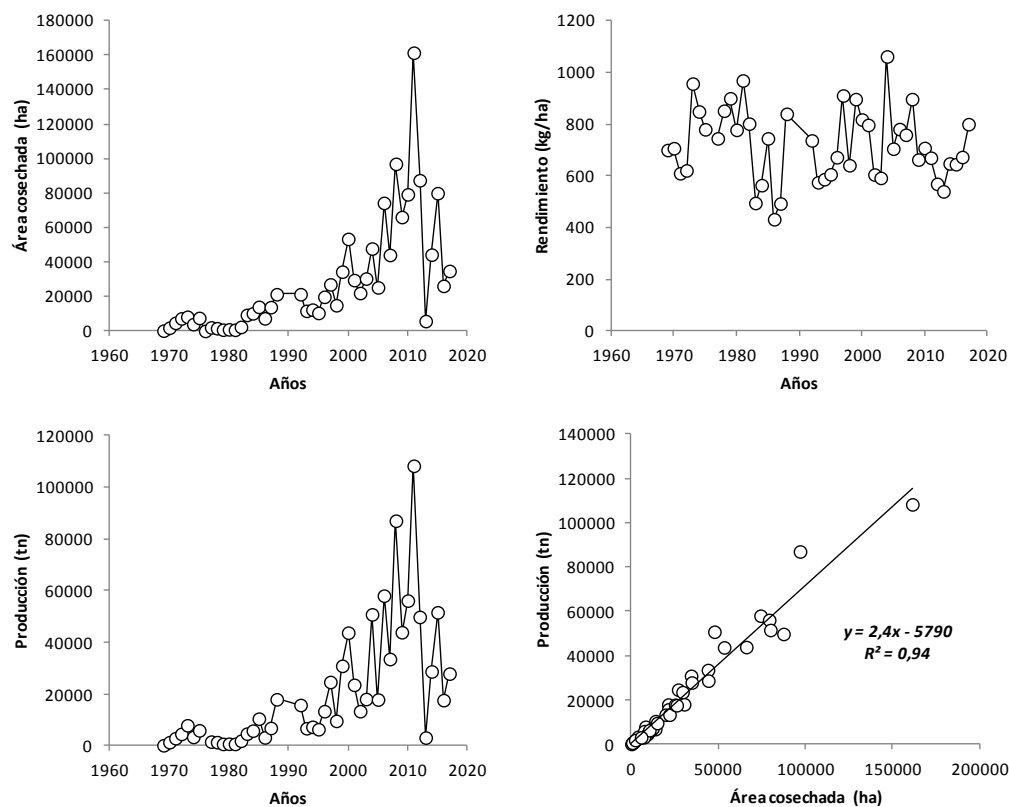 180000
160000
140000
120000
100000
80000
60000
40000
20000
0
Área cosechada (ha)
1960 1970 1980 1990 2000 2010 2020
Años
1200
1000
800
600
400
200
0
Rendimiento (kg/ha)
1960 1970 1980 1990 2000 2010 2020
Años
120000
100000
80000
60000
40000
20000
0
Producción (tn)
1960 1970 1980 1990 2000 2010 2020
Años
140000
120000
100000
80000
60000
40000
20000
0
Producción (tn)
y = 2,4x - 5790
R² = 0,94
0 50000 100000 150000 200000
Área cosechada (ha)